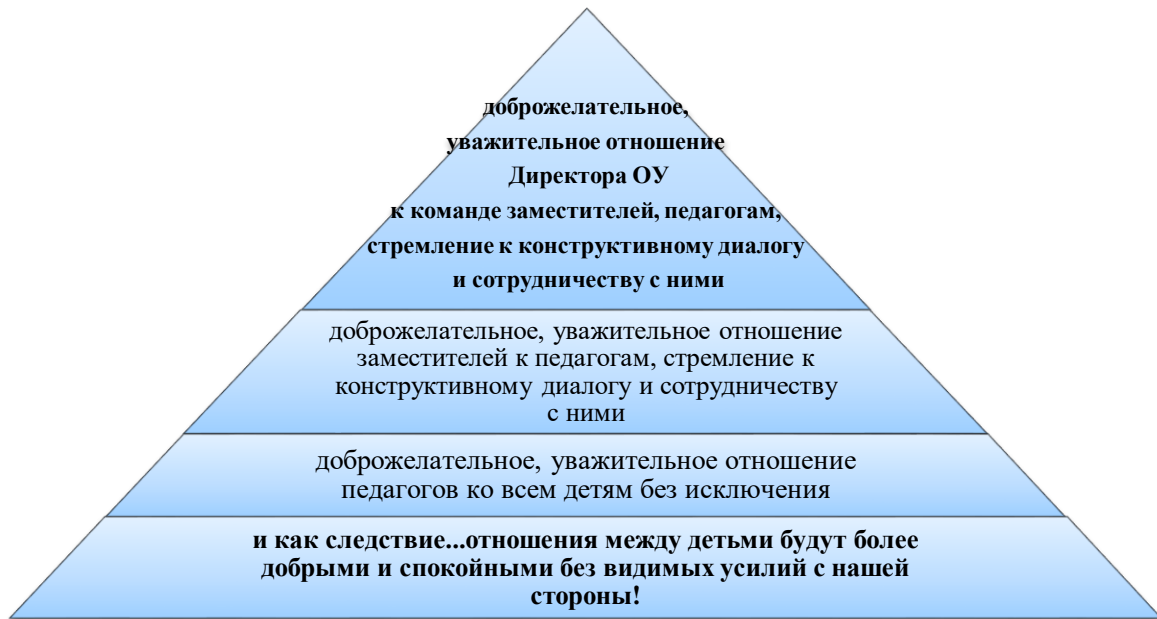 доброжелательное,
уважительное отношение
Директора ОУ
к команде заместителей, педагогам,
стремление к конструктивному диалогу
и сотрудничеству с ними
доброжелательное, уважительное отношение
заместителей к педагогам, стремление к
конструктивному диалогу и сотрудничеству
с ними
доброжелательное, уважительное отношение
педагогов ко всем детям без исключения
и как следствие...отношения между детьми будут более
добрыми и спокойными без видимых усилий с нашей
стороны!